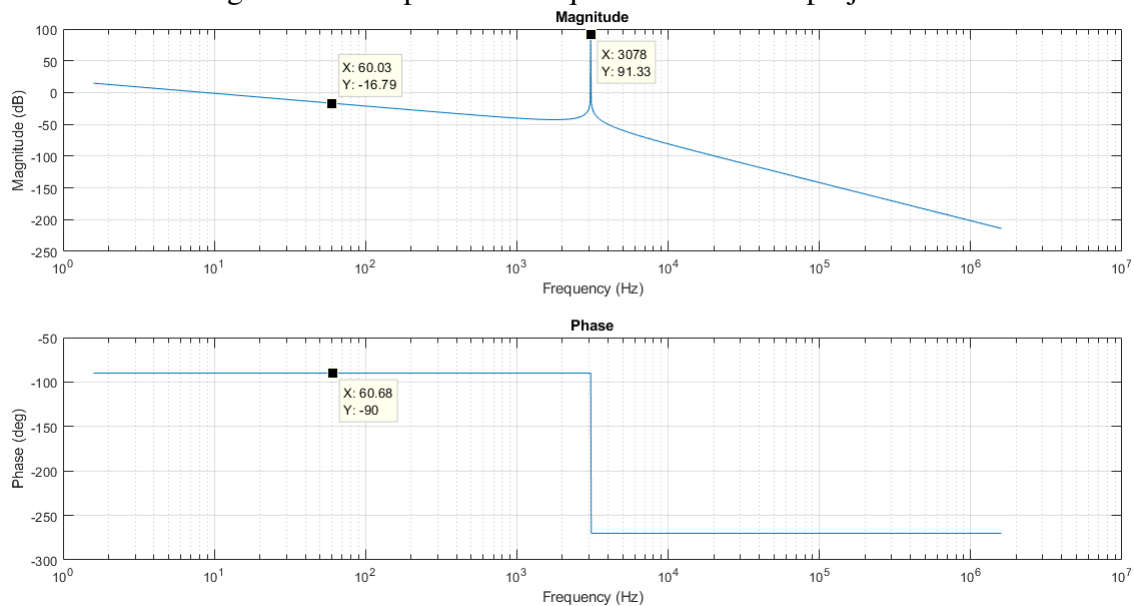 Magnitude
X: 60.03
Y: -16.79
X: 3078
Y: 91.33
100
50
0
-50
-100
-150
-200
-250
Magnitude (dB)
10^0 10^1 10^2 10^3 10^4 10^5 10^6 10^7
Frequency (Hz)
Phase
X: 60.68
Y: -90
-50
-100
-150
-200
-250
-300
Phase (deg)
10^0 10^1 10^2 10^3 10^4 10^5 10^6 10^7
Frequency (Hz)